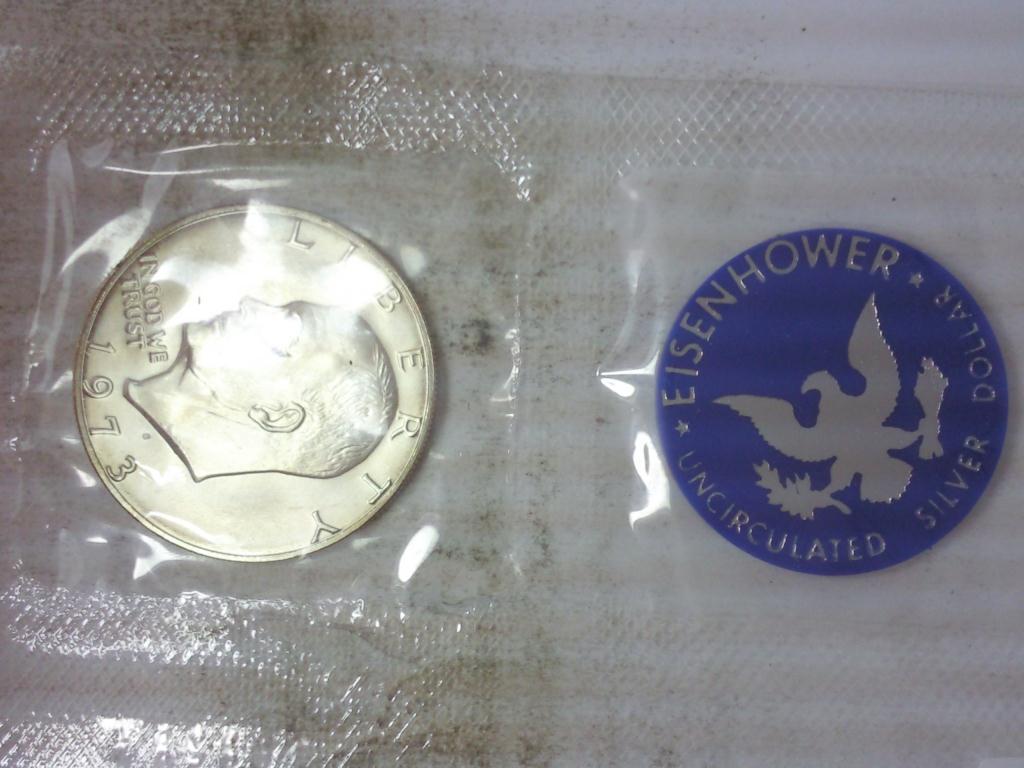 LIBERTY
IN GOD WE
TRUST
1973
★ EISENHOWER ★
UNCIRCULATED SILVER DOLLAR